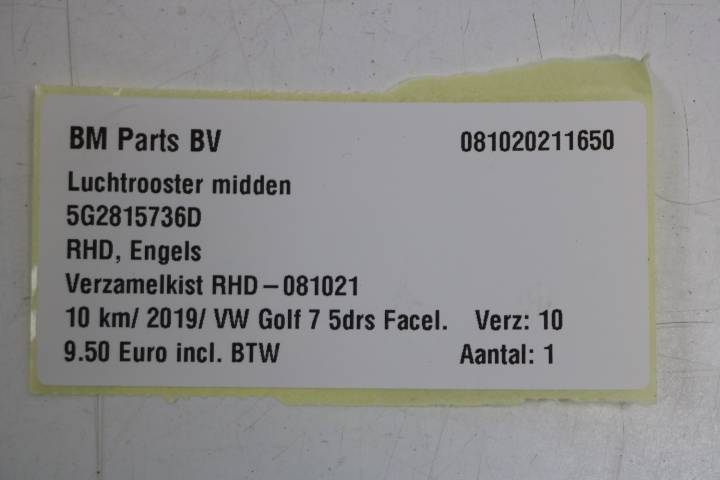 BM Parts BV 081020211650
Luchtrooster midden
5G2815736D
RHD, Engels
Verzamelkist RHD-081021
10 km/ 2019/ VW Golf 7 5drs Facel. Verz: 10
9.50 Euro incl. BTW Aantal: 1